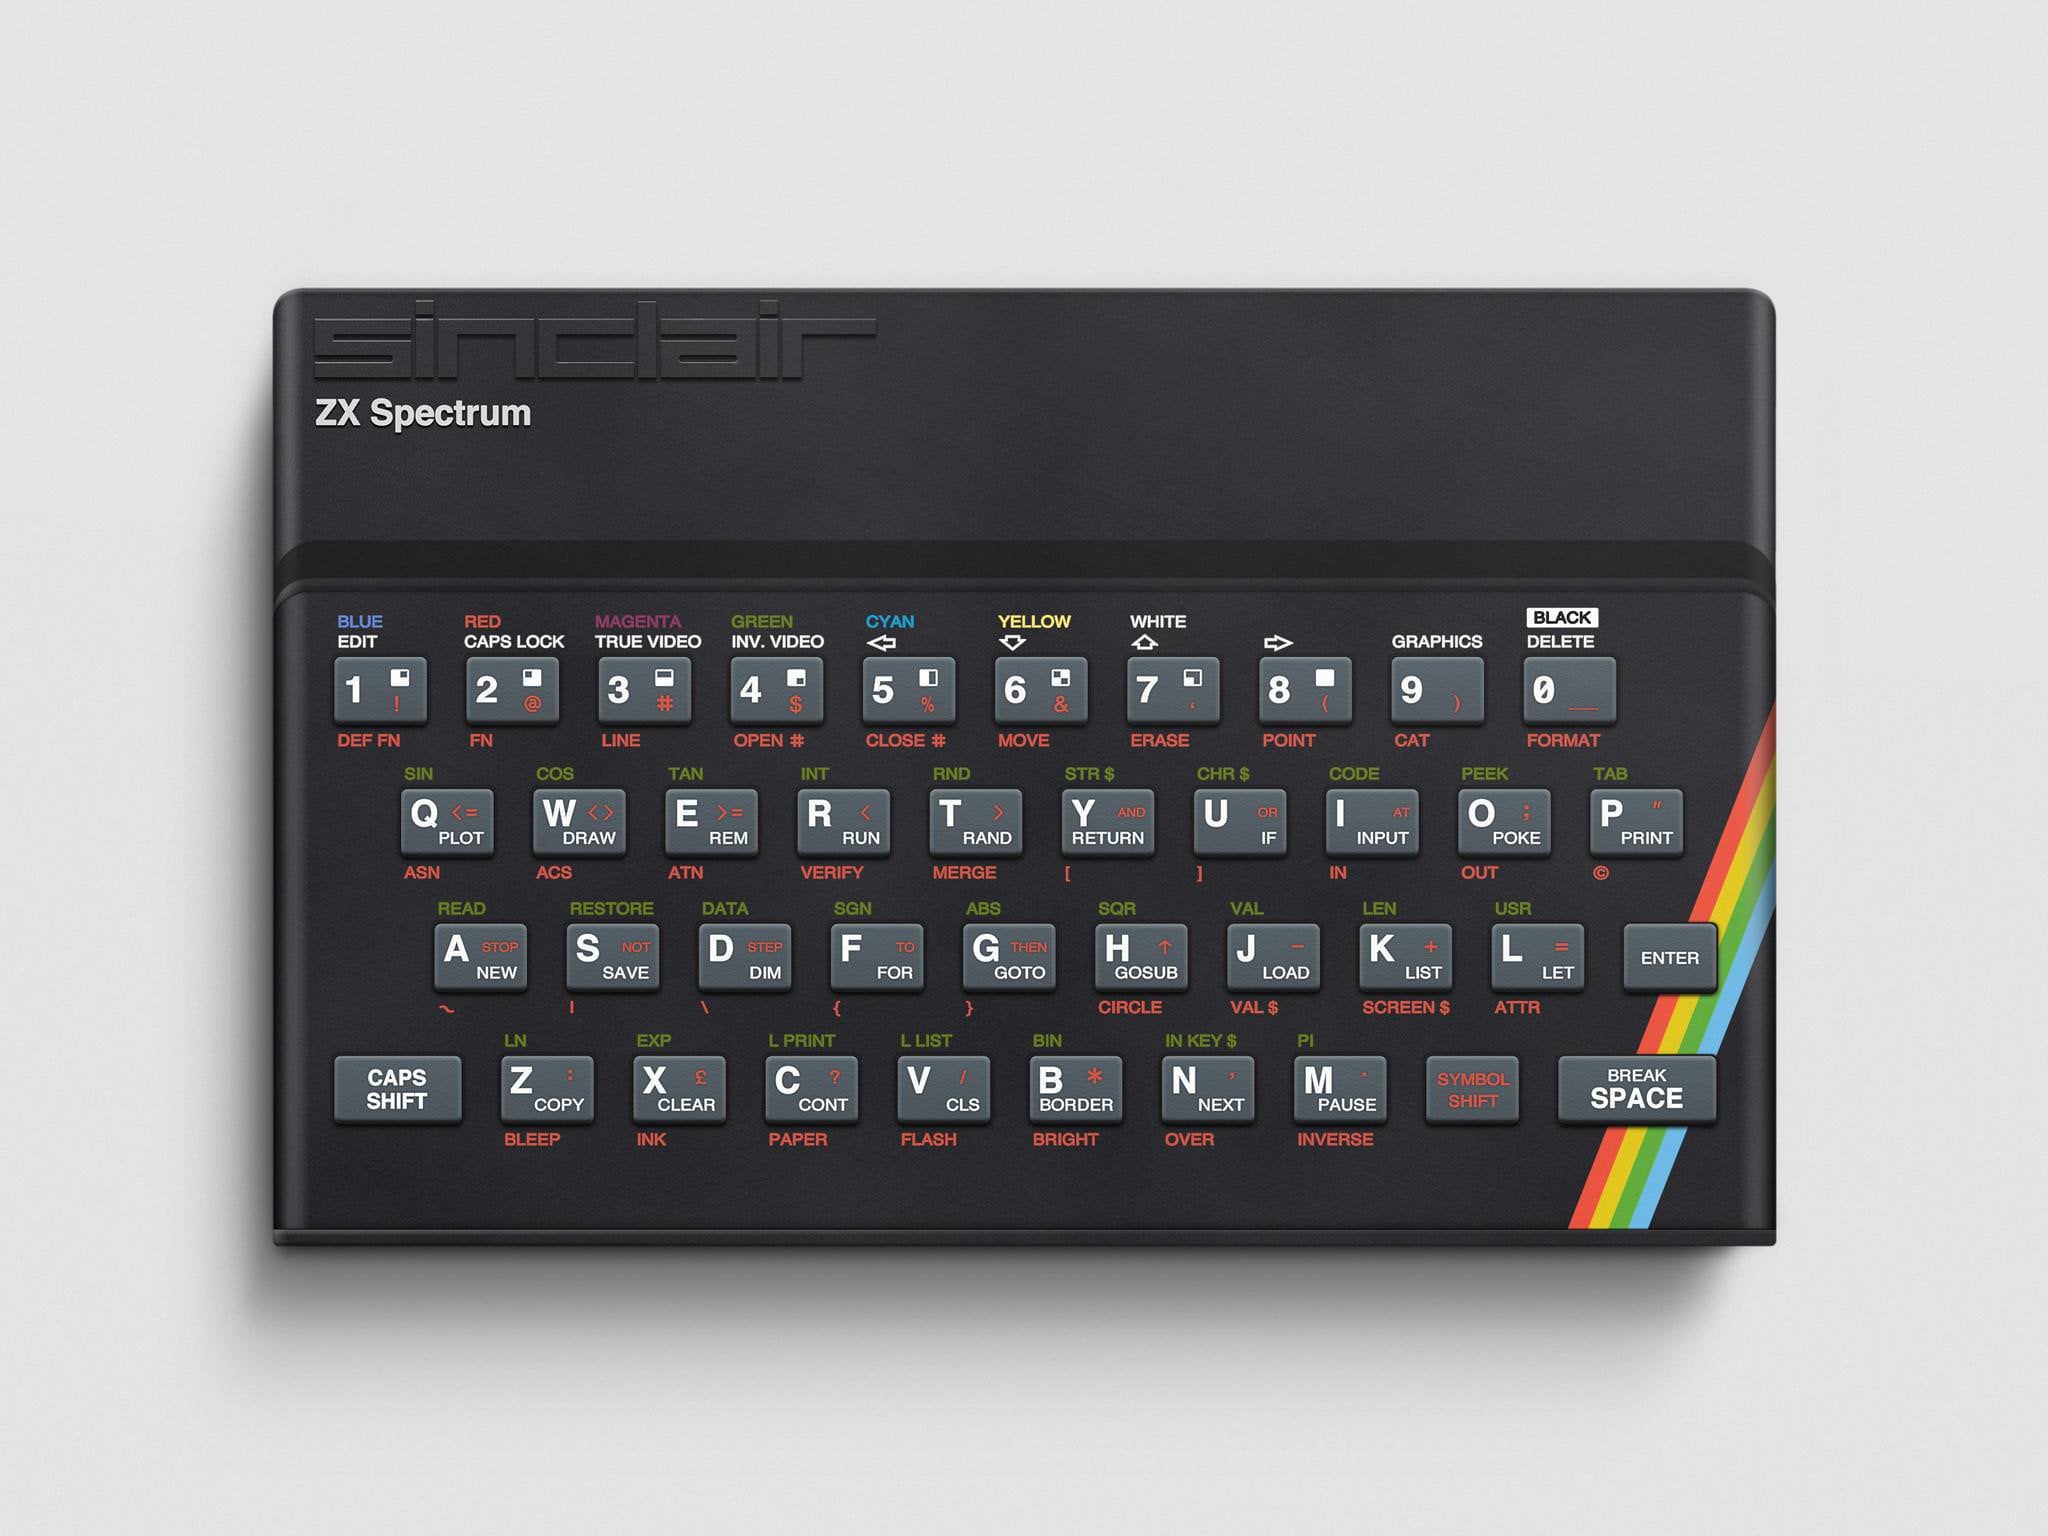 sinclair
ZX Spectrum
BLUE RED MAGENTA GREEN CYAN YELLOW WHITE BLACK
EDIT CAPS LOCK TRUE VIDEO INV. VIDEO ⇦ ⇩ ⇧ ⇨ GRAPHICS DELETE
1 ! 2 @ 3 # 4 $ 5 % 6 & 7 ‘ 8 ( 9 ) 0 _
DEF FN FN LINE OPEN # CLOSE # MOVE ERASE POINT CAT FORMAT
SIN COS TAN INT RND STR $ CHR $ CODE PEEK TAB
Q <= W <> E >= R < T > Y AND U OR I AT O ; P "
PLOT DRAW REM RUN RAND RETURN IF INPUT POKE PRINT
ASN ACS ATN VERIFY MERGE [ ] IN OUT ©
READ RESTORE DATA SGN ABS SQR VAL LEN USR
A STOP S NOT D STEP F TO G THEN H ↑ J − K + L = ENTER
NEW SAVE DIM FOR GOTO GOSUB LOAD LIST LET
~ | \ { } CIRCLE VAL $ SCREEN $ ATTR
LN EXP L PRINT L LIST BIN IN KEY $ PI
CAPS Z : X £ C ? V / B * N , M . SYMBOL BREAK
SHIFT COPY CLEAR CONT CLS BORDER NEXT PAUSE SHIFT SPACE
BLEEP INK PAPER FLASH BRIGHT OVER INVERSE